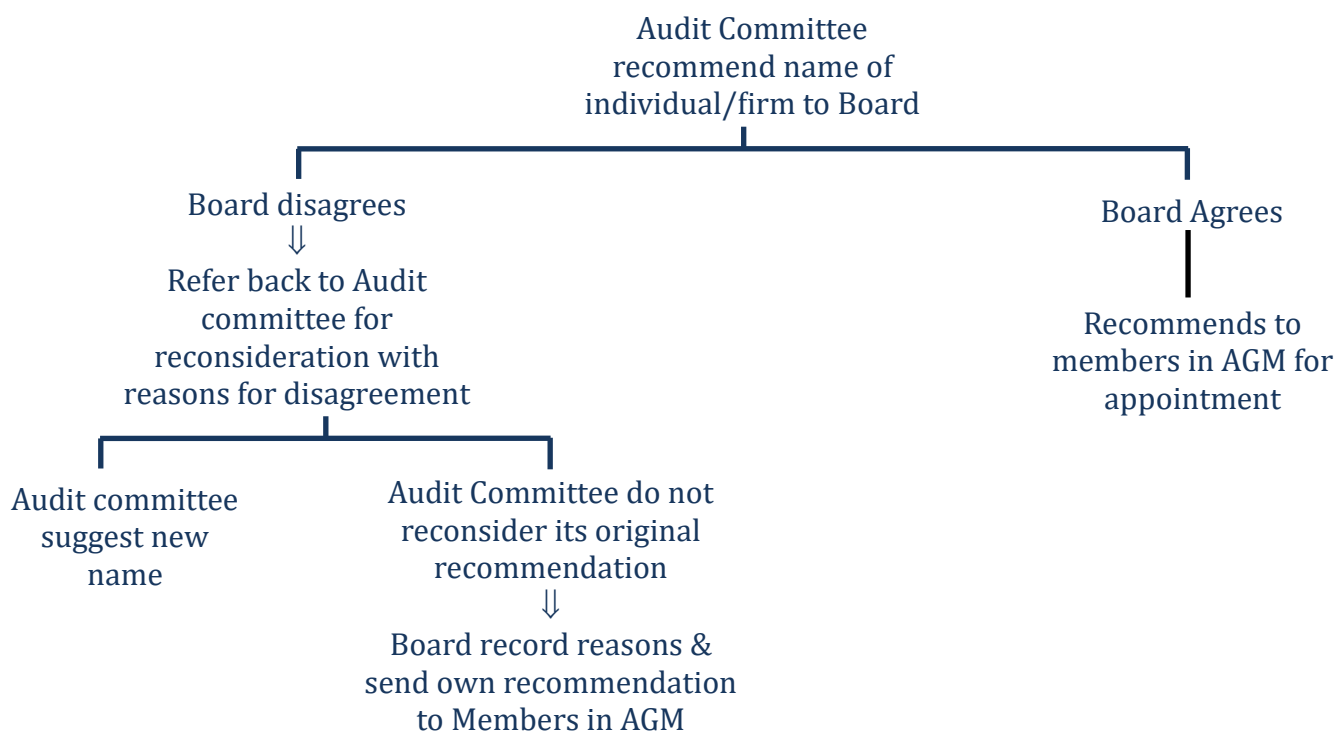 Audit Committee
recommend name of
individual/firm to Board
Board disagrees
⇓
Refer back to Audit
committee for
reconsideration with
reasons for disagreement
Audit committee
suggest new
name
Audit Committee do not
reconsider its original
recommendation
⇓
Board record reasons &
send own recommendation
to Members in AGM
Board Agrees
Recommends to
members in AGM for
appointment